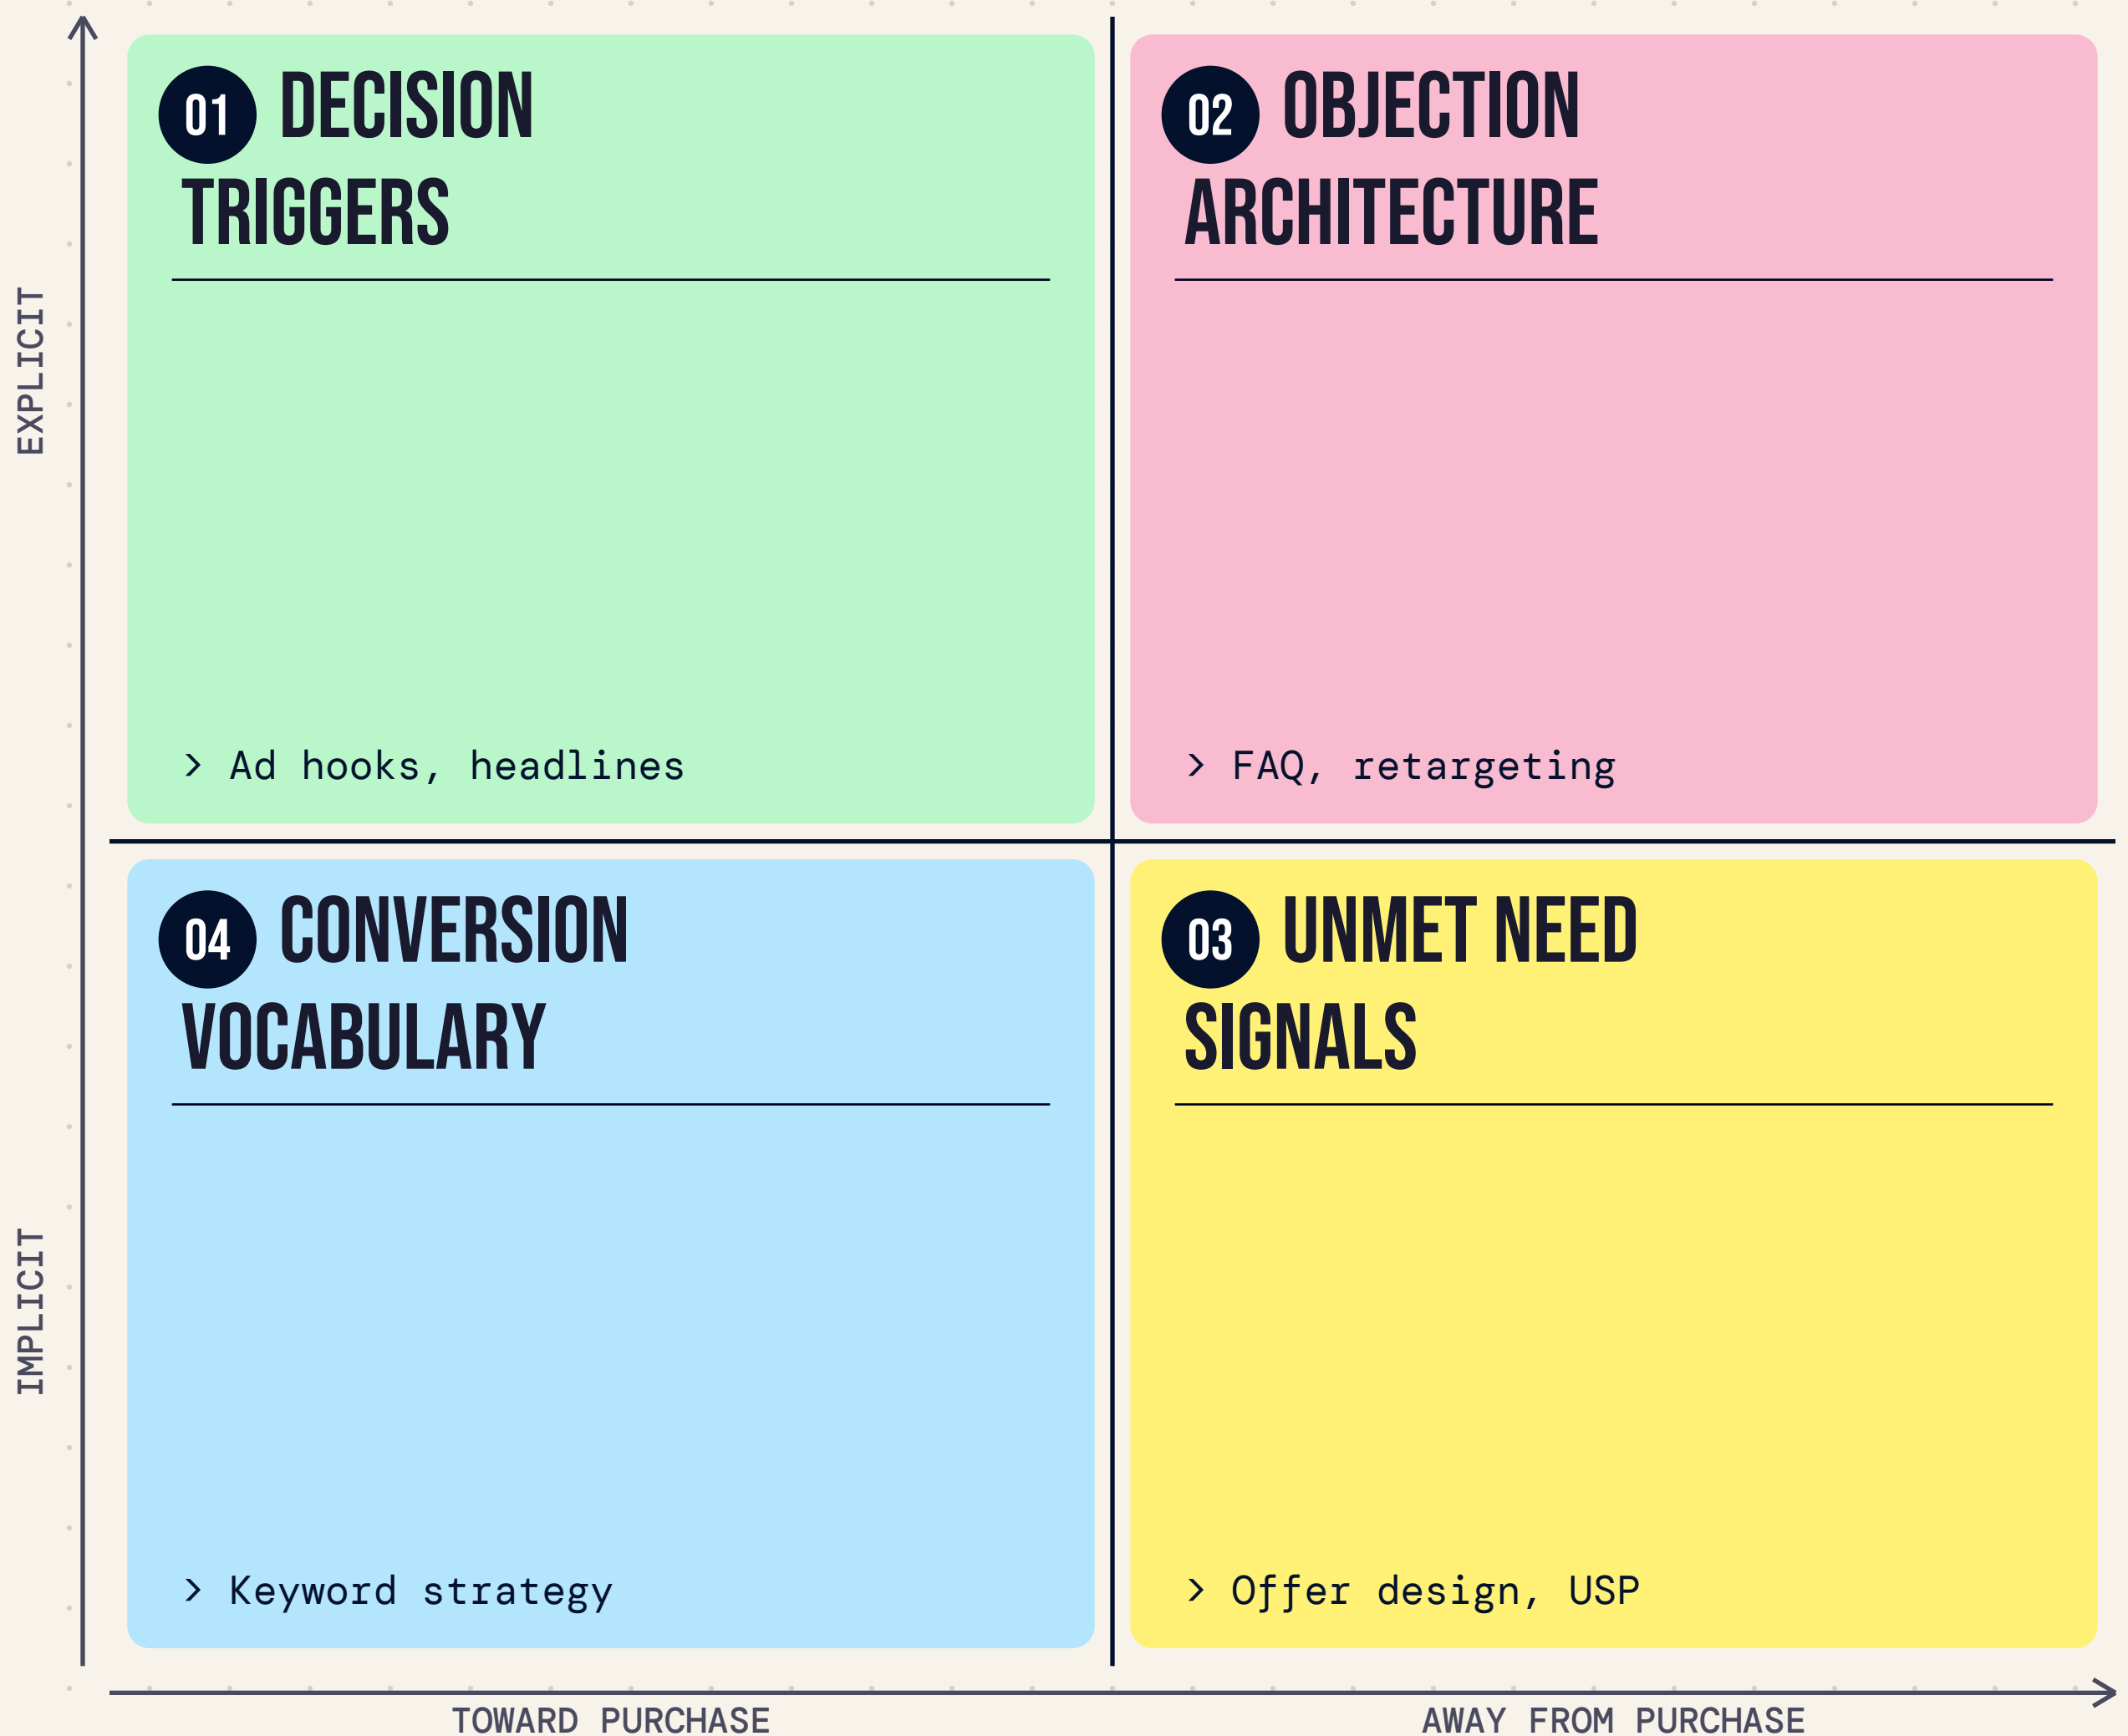 EXPLICIT
01 DECISION
TRIGGERS
> Ad hooks, headlines
02 OBJECTION
ARCHITECTURE
> FAQ, retargeting
IMPLICIT
04 CONVERSION
VOCABULARY
> Keyword strategy
03 UNMET NEED
SIGNALS
> Offer design, USP
TOWARD PURCHASE
AWAY FROM PURCHASE